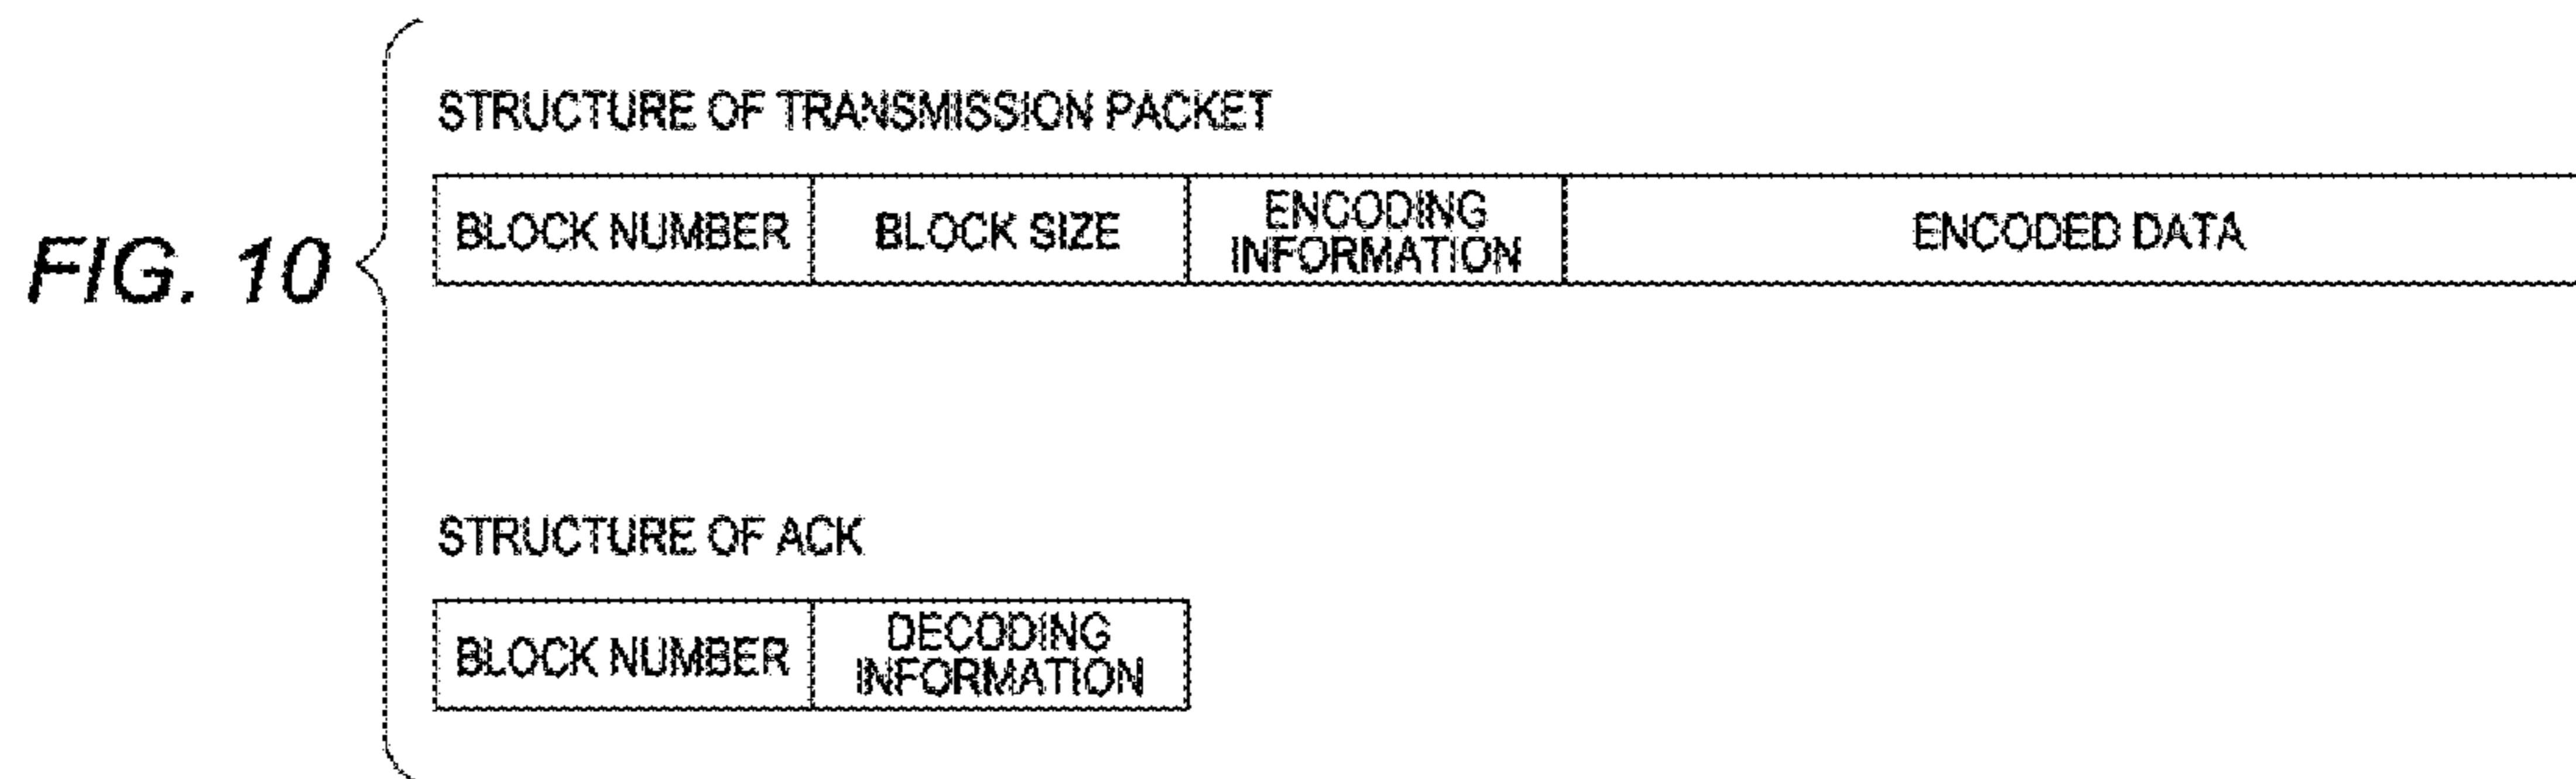 FIG. 10
STRUCTURE OF TRANSMISSION PACKET
BLOCK NUMBER
BLOCK SIZE
ENCODING
INFORMATION
ENCODED DATA
STRUCTURE OF ACK
BLOCK NUMBER
DECODING
INFORMATION